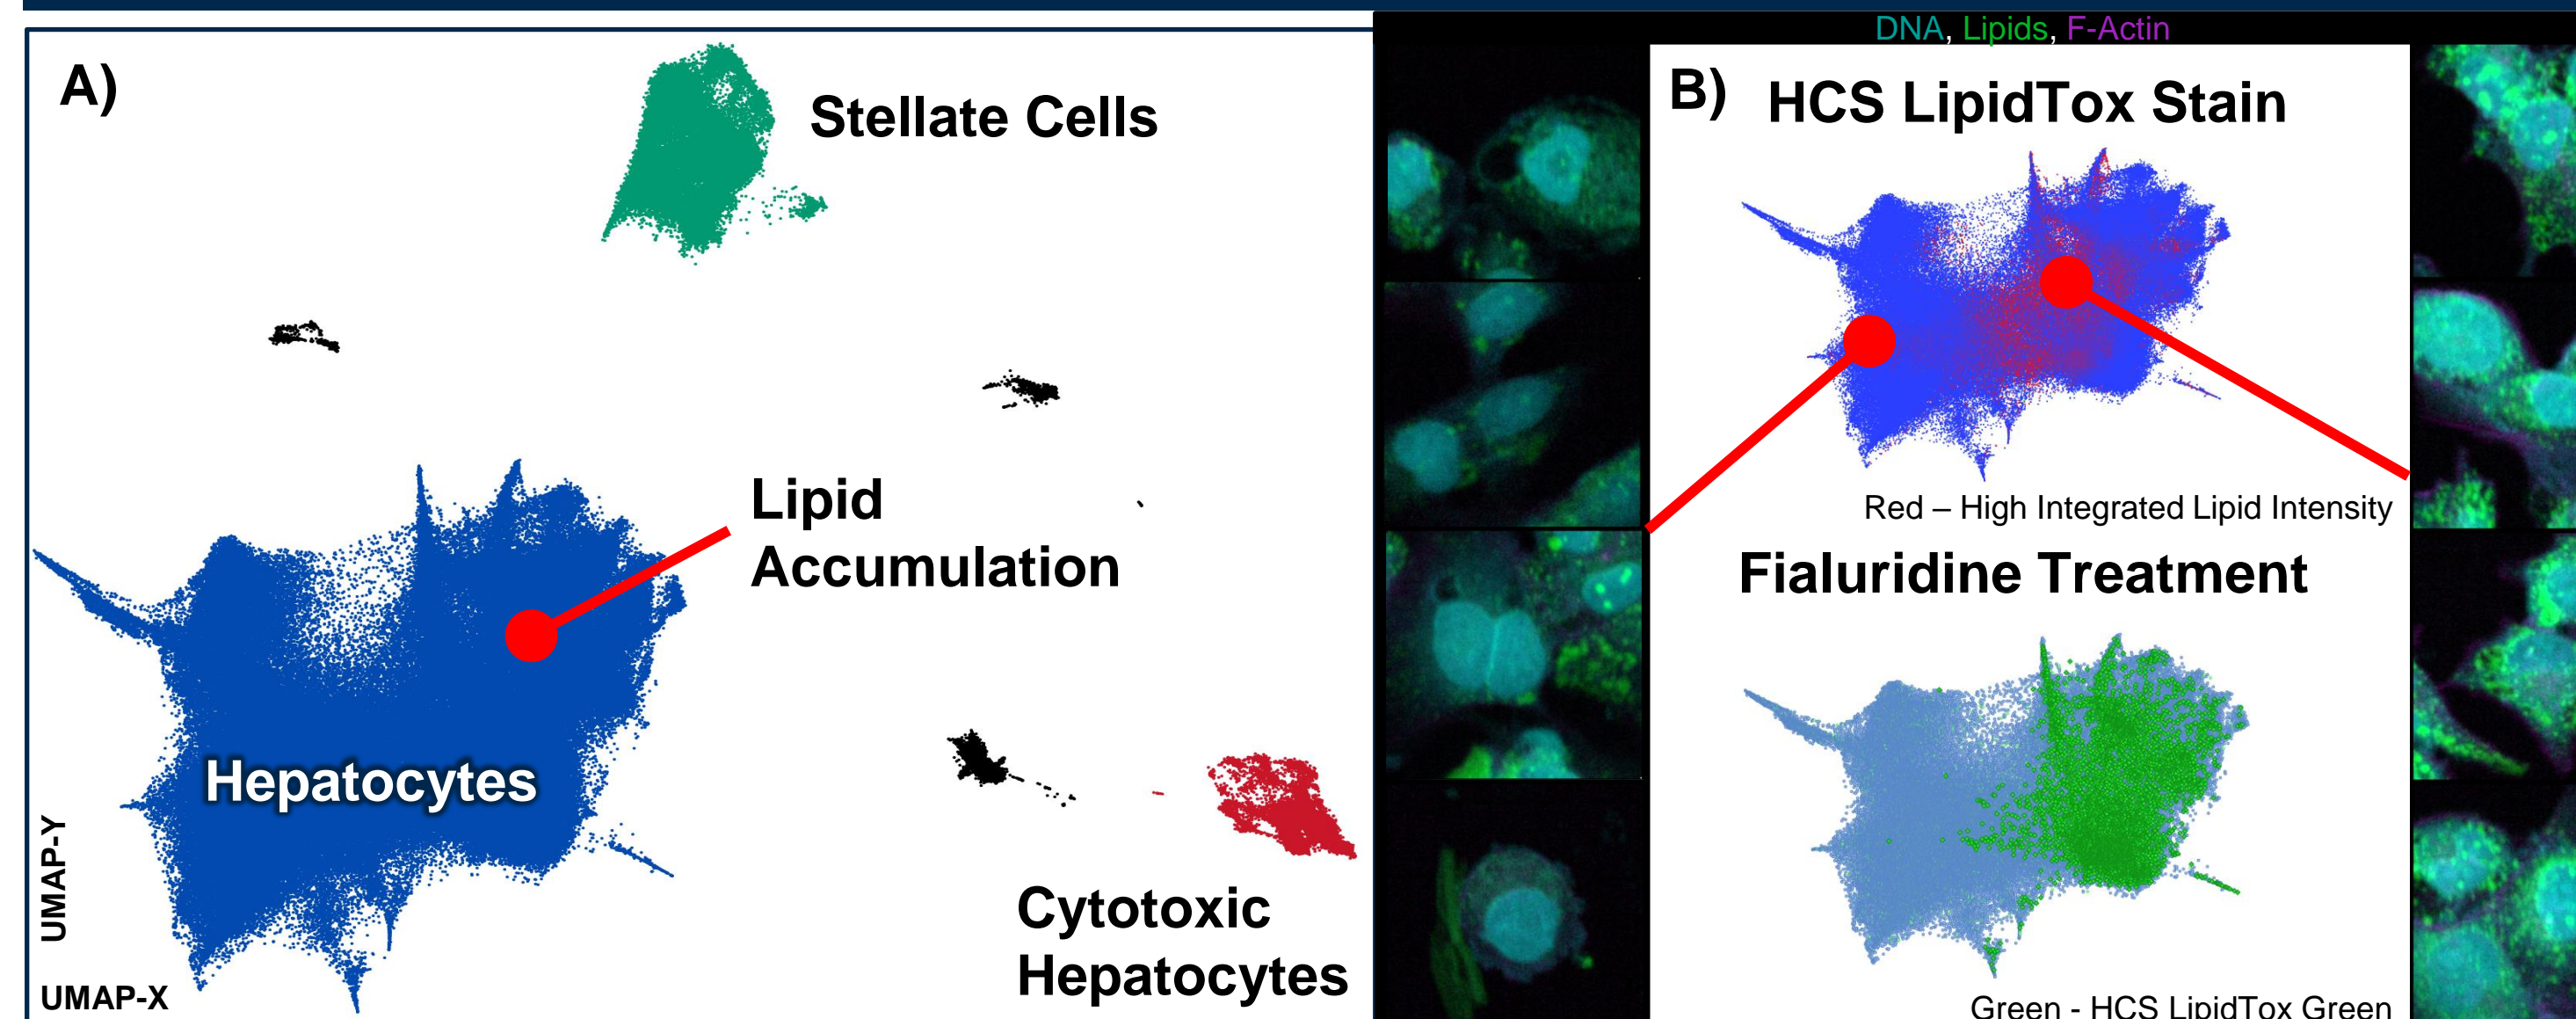 DNA, Lipids, F-Actin
A)
Stellate Cells
Lipid
Accumulation
Hepatocytes
Cytotoxic
Hepatocytes
UMAP-Y
UMAP-X
B)
HCS LipidTox Stain
Red – High Integrated Lipid Intensity
Fialuridine Treatment
Green - HCS LipidTox Green